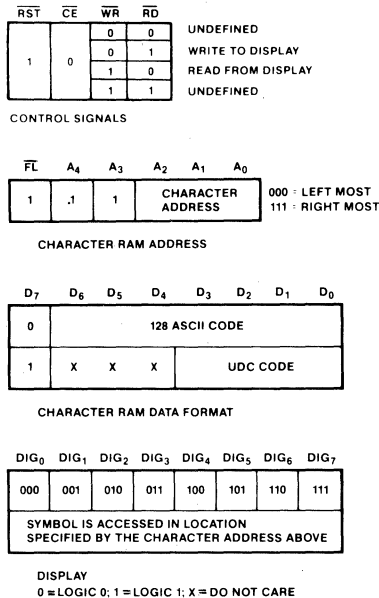 RST CE WR RD
0 0 UNDEFINED
1 0 0 1 WRITE TO DISPLAY
1 0 READ FROM DISPLAY
1 1 UNDEFINED
CONTROL SIGNALS
FL A4 A3 A2 A1 A0
1 .1 1 CHARACTER ADDRESS
000 = LEFT MOST
111 = RIGHT MOST
CHARACTER RAM ADDRESS
D7 D6 D5 D4 D3 D2 D1 D0
0 128 ASCII CODE
1 X X X UDC CODE
CHARACTER RAM DATA FORMAT
DIG0 DIG1 DIG2 DIG3 DIG4 DIG5 DIG6 DIG7
000 001 010 011 100 101 110 111
SYMBOL IS ACCESSED IN LOCATION
SPECIFIED BY THE CHARACTER ADDRESS ABOVE
DISPLAY
0 = LOGIC 0; 1 = LOGIC 1; X = DO NOT CARE